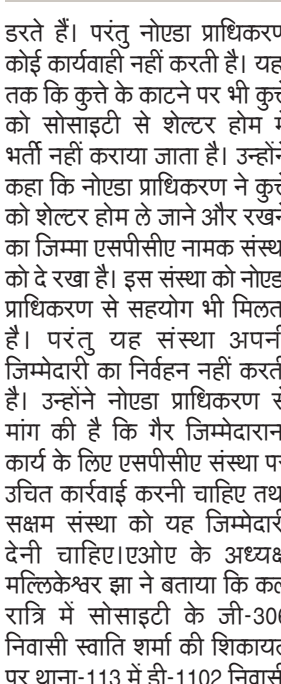 डरते हैं। परंतु नोएडा प्राधिकरण
कोई कार्यवाही नहीं करती है। यहां
तक कि कुत्ते के काटने पर भी कुत्ते
को सोसाइटी से शेल्टर होम में
भर्ती नहीं कराया जाता है। उन्होंने
कहा कि नोएडा प्राधिकरण ने कुत्ते
को शेल्टर होम ले जाने और रखने
का जिम्मा एसपीसीए नामक संस्था
को दे रखा है। इस संस्था को नोएडा
प्राधिकरण से सहयोग भी मिलता
है। परंतु यह संस्था अपनी
जिम्मेदारी का निर्वहन नहीं करती
है। उन्होंने नोएडा प्राधिकरण से
मांग की है कि गैर जिम्मेदाराना
कार्य के लिए एसपीसीए संस्था पर
उचित कार्रवाई करनी चाहिए तथा
सक्षम संस्था को यह जिम्मेदारी
देनी चाहिए।एओए के अध्यक्ष
मल्लिकेश्वर झा ने बताया कि कल
रात्रि में सोसाइटी के जी-306
निवासी स्वाति शर्मा की शिकायत
पर थाना-113 में डी-1102 निवासी